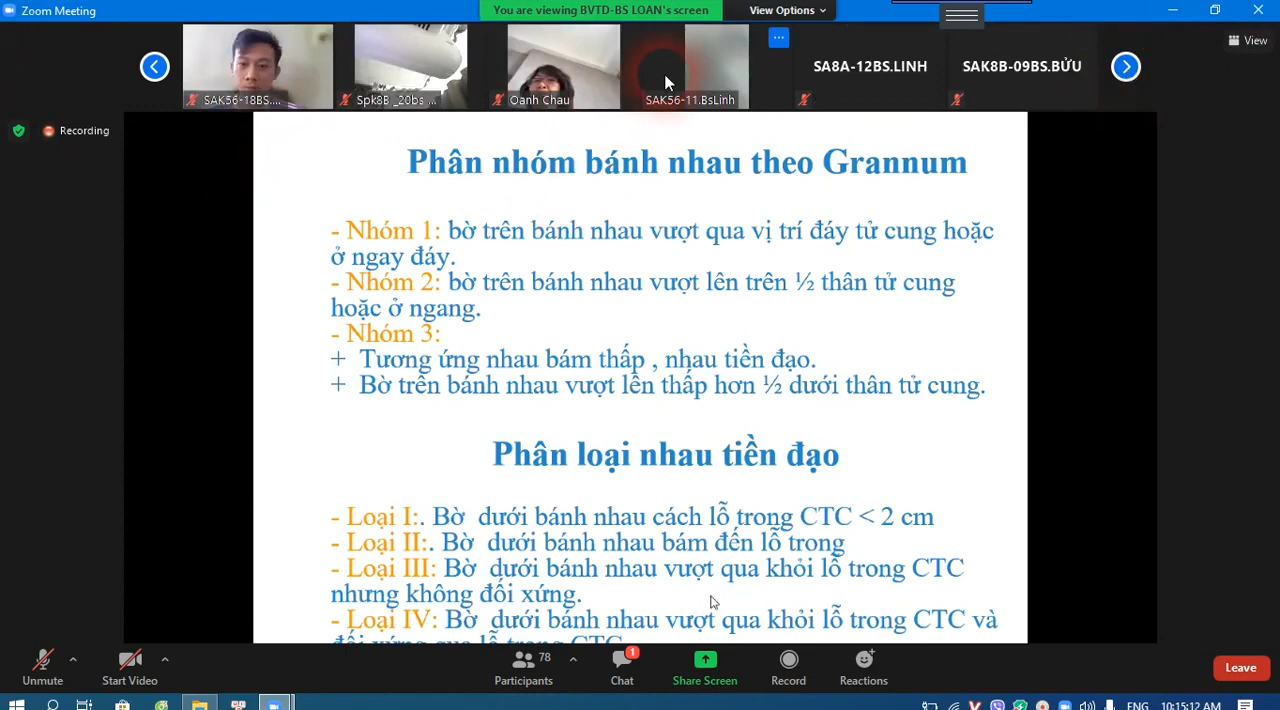 Zoom Meeting
You are viewing BVTD-BS LOAN's screen
View Options
View
SAK56-18BS....
Spk8B _20bs ...
Oanh Chau
SAK56-11.BsLinh
SA8A-12BS.LINH
SAK8B-09BS.BỬU
Recording
Phân nhóm bánh nhau theo Grannum
- Nhóm 1: bờ trên bánh nhau vượt qua vị trí đáy tử cung hoặc
ở ngay đáy.
- Nhóm 2: bờ trên bánh nhau vượt lên trên ½ thân tử cung
hoặc ở ngang.
- Nhóm 3:
+ Tương ứng nhau bám thấp , nhau tiền đạo.
+ Bờ trên bánh nhau vượt lên thấp hơn ½ dưới thân tử cung.
Phân loại nhau tiền đạo
- Loại I:. Bờ dưới bánh nhau cách lỗ trong CTC < 2 cm
- Loại II:. Bờ dưới bánh nhau bám đến lỗ trong
- Loại III: Bờ dưới bánh nhau vượt qua khỏi lỗ trong CTC
nhưng không đối xứng.
- Loại IV: Bờ dưới bánh nhau vượt qua khỏi lỗ trong CTC và
đối xứng qua lỗ trong CTC
Unmute
Start Video
78
Participants
1
Chat
Share Screen
Record
Reactions
Leave
ENG
10:15:12 AM